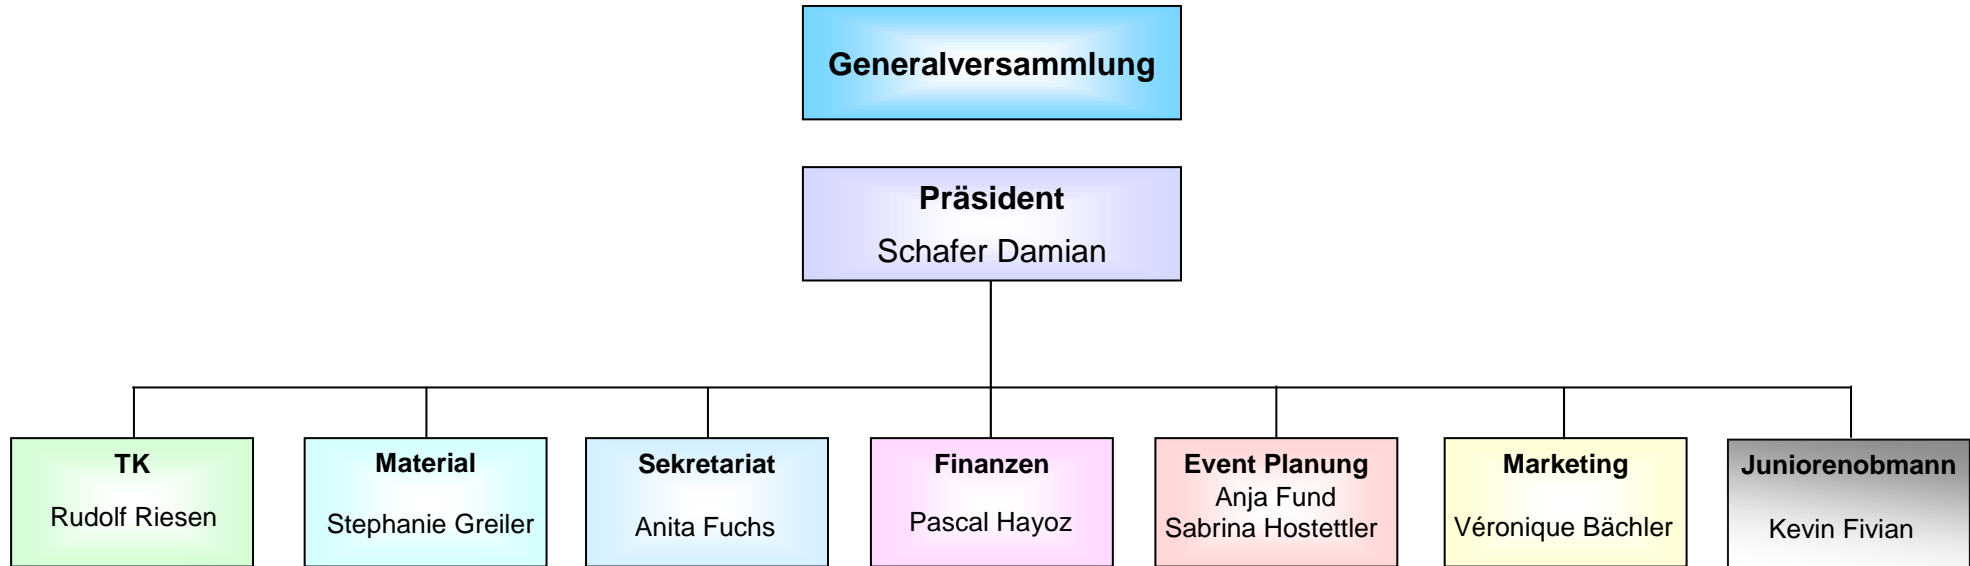 Generalversammlung
Präsident
Schafer Damian
TK
Rudolf Riesen
Material
Stephanie Greiler
Sekretariat
Anita Fuchs
Finanzen
Pascal Hayoz
Event Planung
Anja Fund
Sabrina Hostettler
Marketing
Véronique Bächler
Juniorenobmann
Kevin Fivian